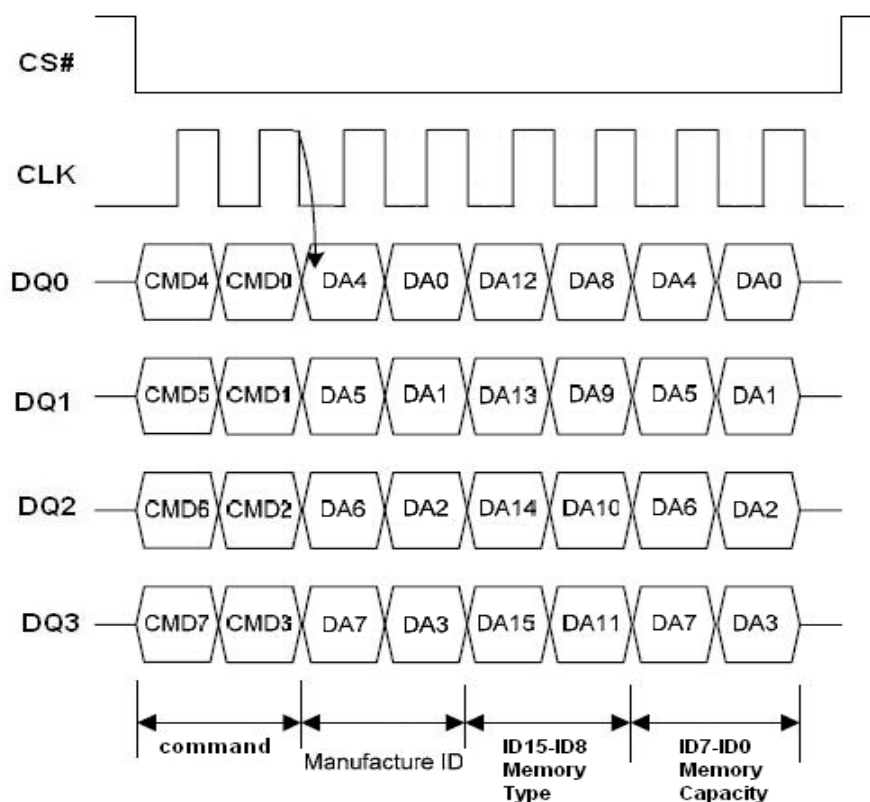 CS#
CLK
DQ0 CMD4 CMD0 DA4 DA0 DA12 DA8 DA4 DA0
DQ1 CMD5 CMD1 DA5 DA1 DA13 DA9 DA5 DA1
DQ2 CMD6 CMD2 DA6 DA2 DA14 DA10 DA6 DA2
DQ3 CMD7 CMD3 DA7 DA3 DA15 DA11 DA7 DA3
command
Manufacture ID
ID15-ID8
Memory
Type
ID7-ID0
Memory
Capacity